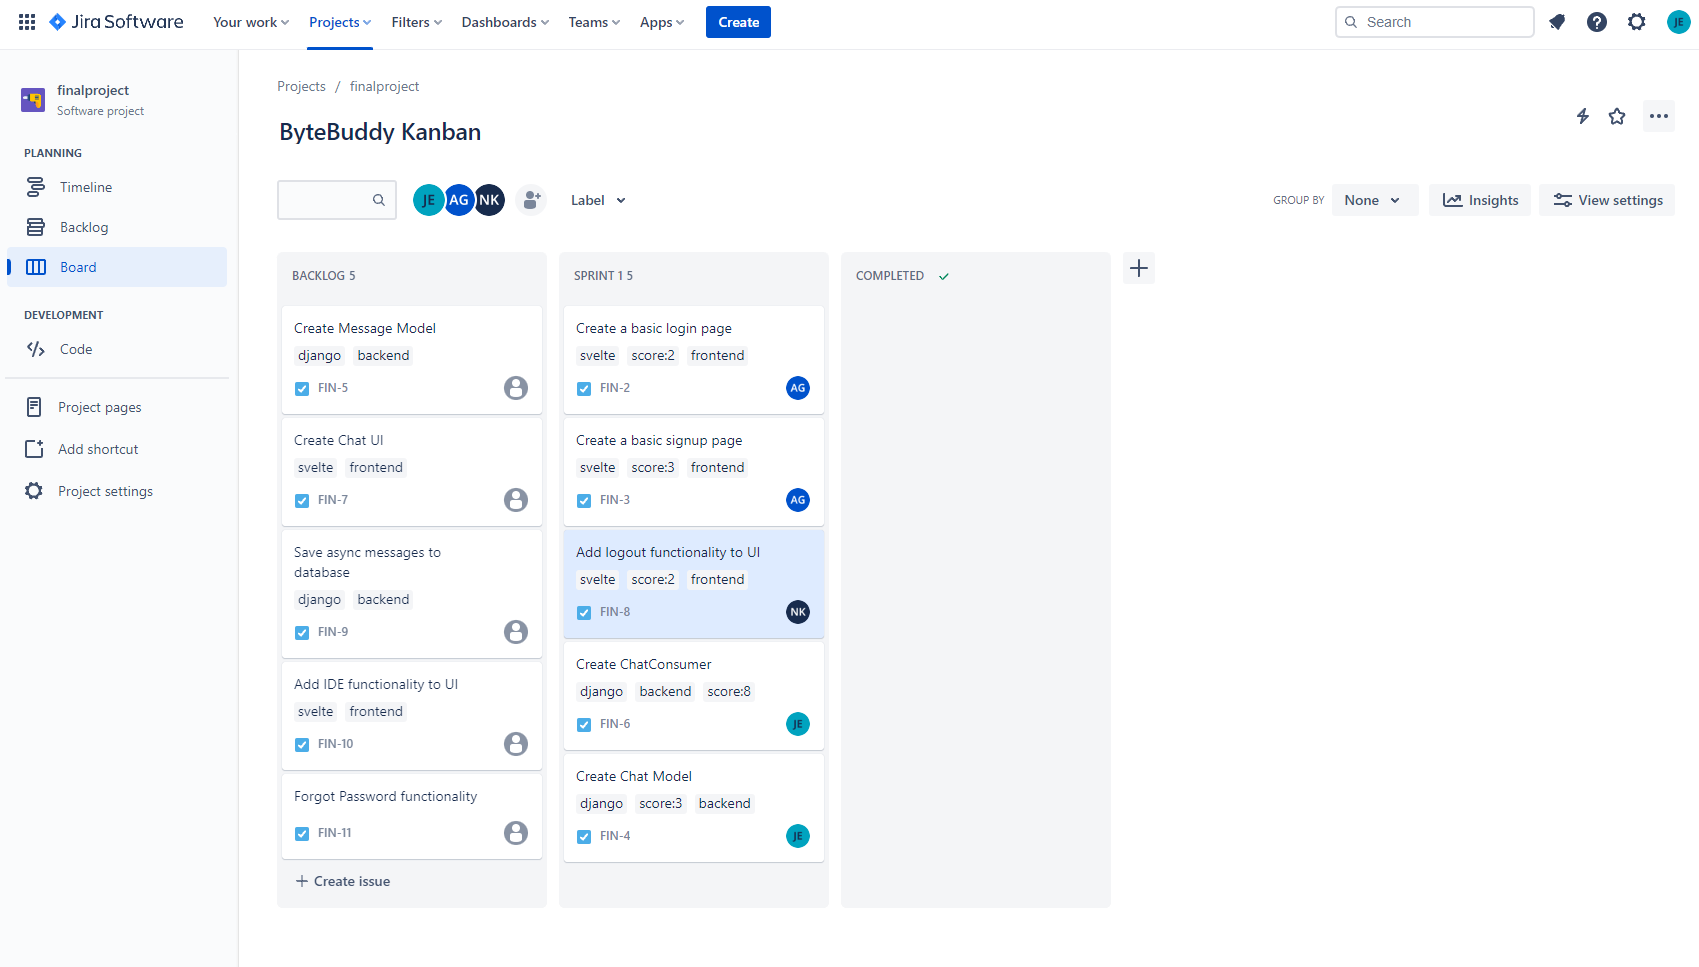 Jira Software Your work Projects Filters Dashboards Teams Apps Create Search JE
finalproject
Software project
PLANNING
Timeline
Backlog
Board
DEVELOPMENT
Code
Project pages
Add shortcut
Project settings
Projects / finalproject
ByteBuddy Kanban
JE AG NK Label GROUP BY None Insights View settings
BACKLOG 5
Create Message Model
django backend
FIN-5
Create Chat UI
svelte frontend
FIN-7
Save async messages to
database
django backend
FIN-9
Add IDE functionality to UI
svelte frontend
FIN-10
Forgot Password functionality
FIN-11
Create issue
SPRINT 1 5
Create a basic login page
svelte score:2 frontend
FIN-2 AG
Create a basic signup page
svelte score:3 frontend
FIN-3 AG
Add logout functionality to UI
svelte score:2 frontend
FIN-8 NK
Create ChatConsumer
django backend score:8
FIN-6 JE
Create Chat Model
django score:3 backend
FIN-4 JE
COMPLETED